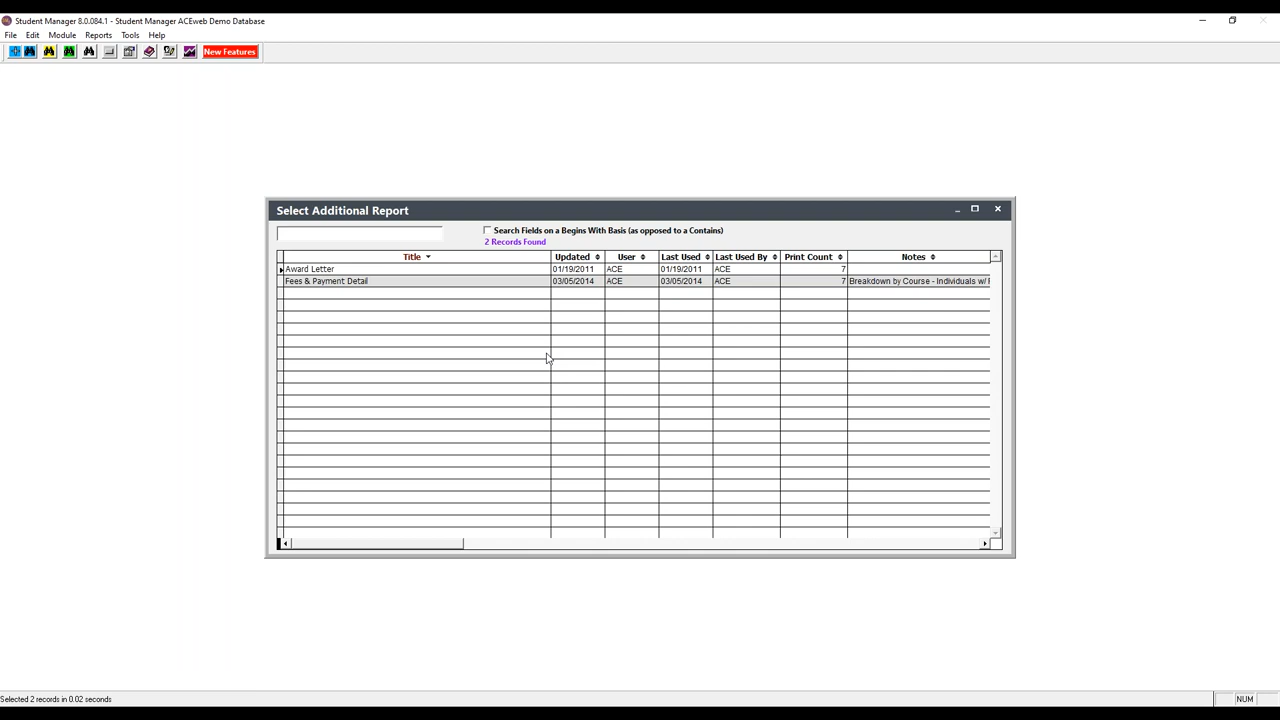 Student Manager 8.0.084.1 - Student Manager ACEweb Demo Database
File Edit Module Reports Tools Help
New Features
Select Additional Report
Search Fields on a Begins With Basis (as opposed to a Contains)
2 Records Found
Title Updated User Last Used Last Used By Print Count Notes
Award Letter 01/19/2011 ACE 01/19/2011 ACE 7
Fees & Payment Detail 03/05/2014 ACE 03/05/2014 ACE 7 Breakdown by Course - Individuals w/
Selected 2 records in 0.02 seconds
NUM